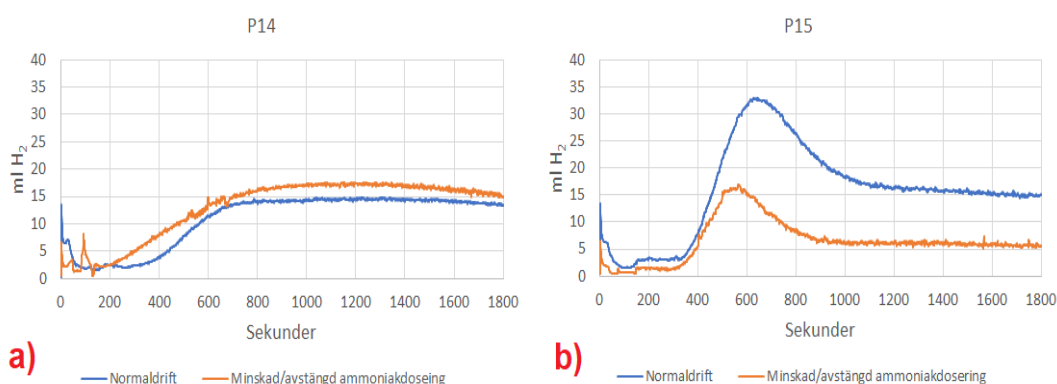 P14
40
35
30
25
20
15
10
5
0
ml H₂
0 200 400 600 800 1000 1200 1400 1600 1800
Sekunder
a)
Normaldrift Minskad/avstängd ammoniakdoseing
P15
40
35
30
25
20
15
10
5
0
ml H₂
0 200 400 600 800 1000 1200 1400 1600 1800
Sekunder
b)
Normaldrift Minskad/avstängd ammoniakdosering